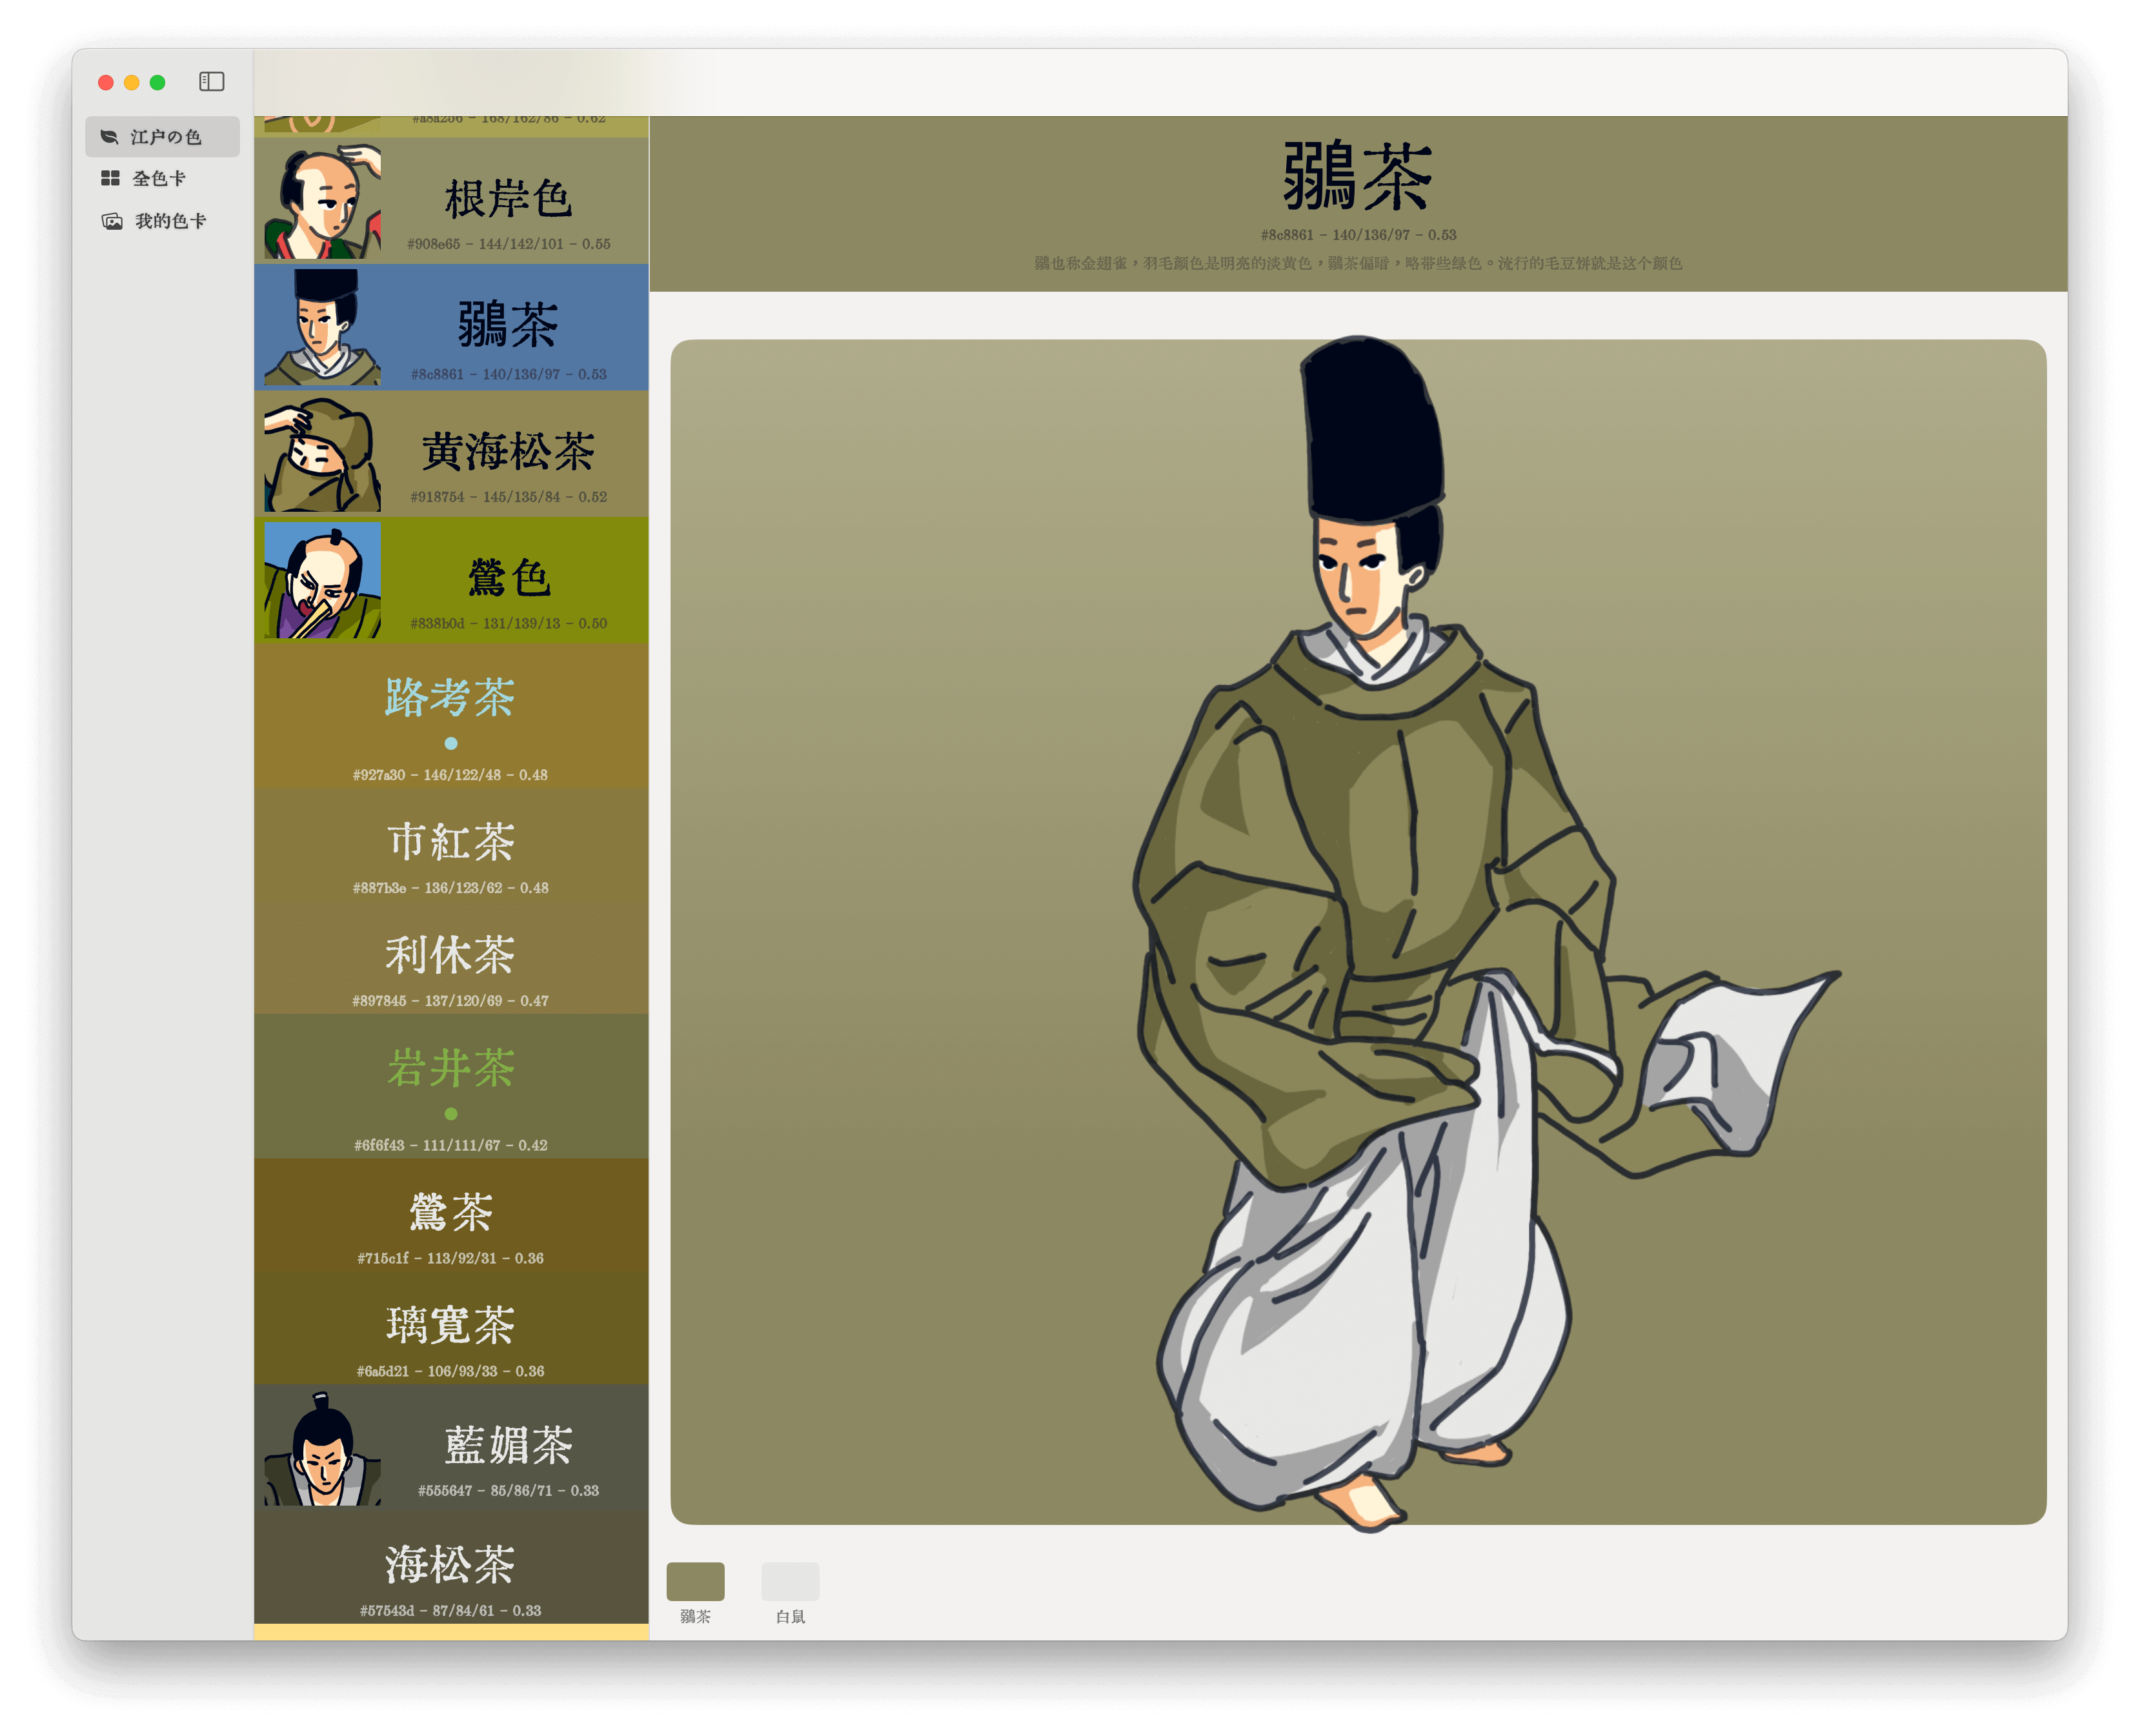 江户の色
全色卡
我的色卡
#a8a256 - 168/162/86 - 0.62
根岸色
#908e65 - 144/142/101 - 0.55
鶸茶
#8c8861 - 140/136/97 - 0.53
黄海松茶
#918754 - 145/135/84 - 0.52
鶯色
#838b0d - 131/139/13 - 0.50
路考茶
#927a30 - 146/122/48 - 0.48
市紅茶
#887b3e - 136/123/62 - 0.48
利休茶
#897845 - 137/120/69 - 0.47
岩井茶
#6f6f43 - 111/111/67 - 0.42
鶯茶
#715c1f - 113/92/31 - 0.36
璃寛茶
#6a5d21 - 106/93/33 - 0.36
藍媚茶
#555647 - 85/86/71 - 0.33
海松茶
#57543d - 87/84/61 - 0.33
鶸茶
#8c8861 - 140/136/97 - 0.53
鶸也称金翅雀，羽毛颜色是明亮的淡黄色，鶸茶偏暗，略带些绿色。流行的毛豆饼就是这个颜色
鶸茶
白鼠